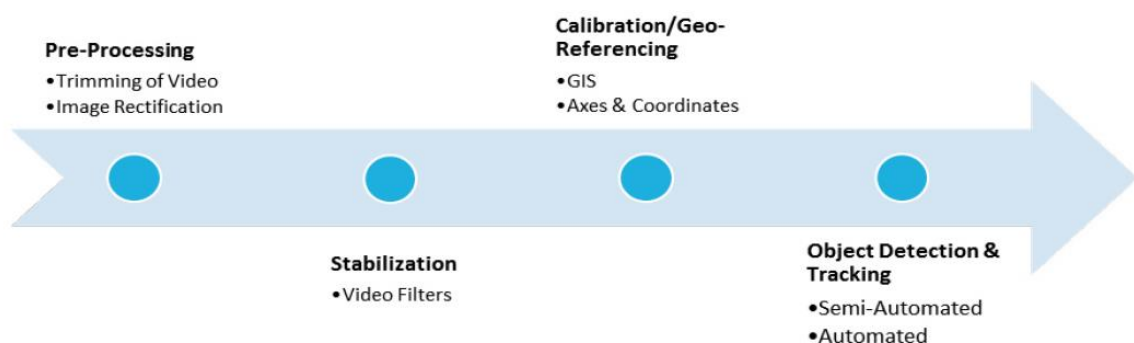 Pre-Processing
•Trimming of Video
•Image Rectification
Stabilization
•Video Filters
Calibration/Geo-
Referencing
•GIS
•Axes & Coordinates
Object Detection &
Tracking
•Semi-Automated
•Automated